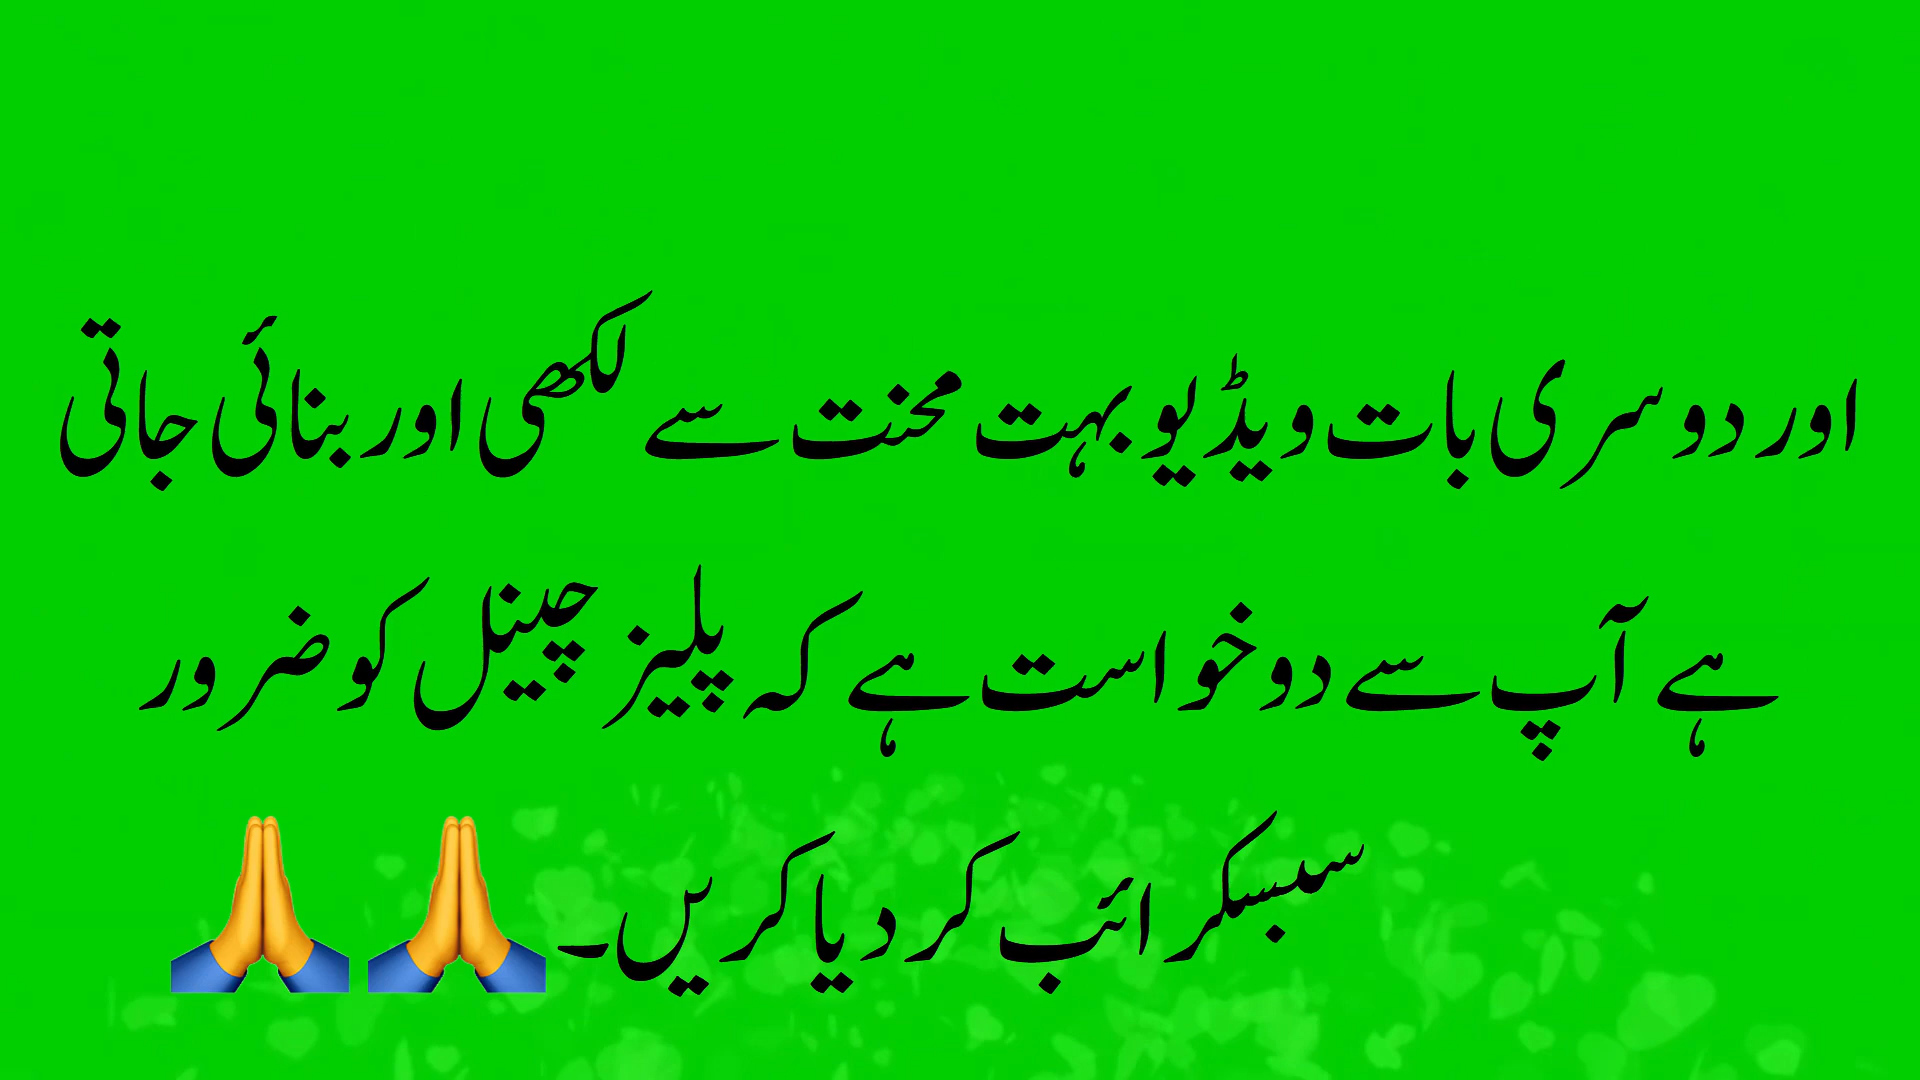 اور دوسری بات ویڈیو بہت محنت سے لکھی اور بنائی جاتی
ہے آپ سے دوخواست ہے کہ پلیز چینل کو ضرور
سبسکرائب کر دیا کریں۔🙏🙏